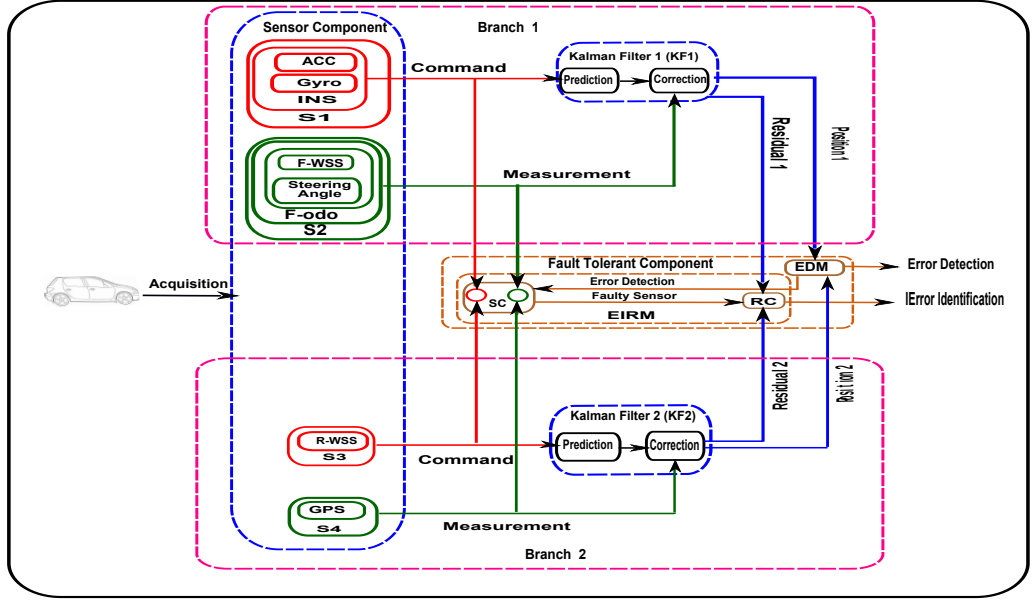 Sensor Component
Branch 1
ACC
Gyro
INS
S1
Command
Kalman Filter 1 (KF1)
Prediction
Correction
F-WSS
Steering
Angle
F-odo
S2
Measurement
Residual 1
Position 1
Acquisition
Fault Tolerant Component
EDM
Error Detection
Error Detection
SC
Faulty Sensor
RC
IError Identification
EIRM
Residual 2
Position 2
Kalman Filter 2 (KF2)
R-WSS
S3
Prediction
Correction
Command
GPS
S4
Measurement
Branch 2